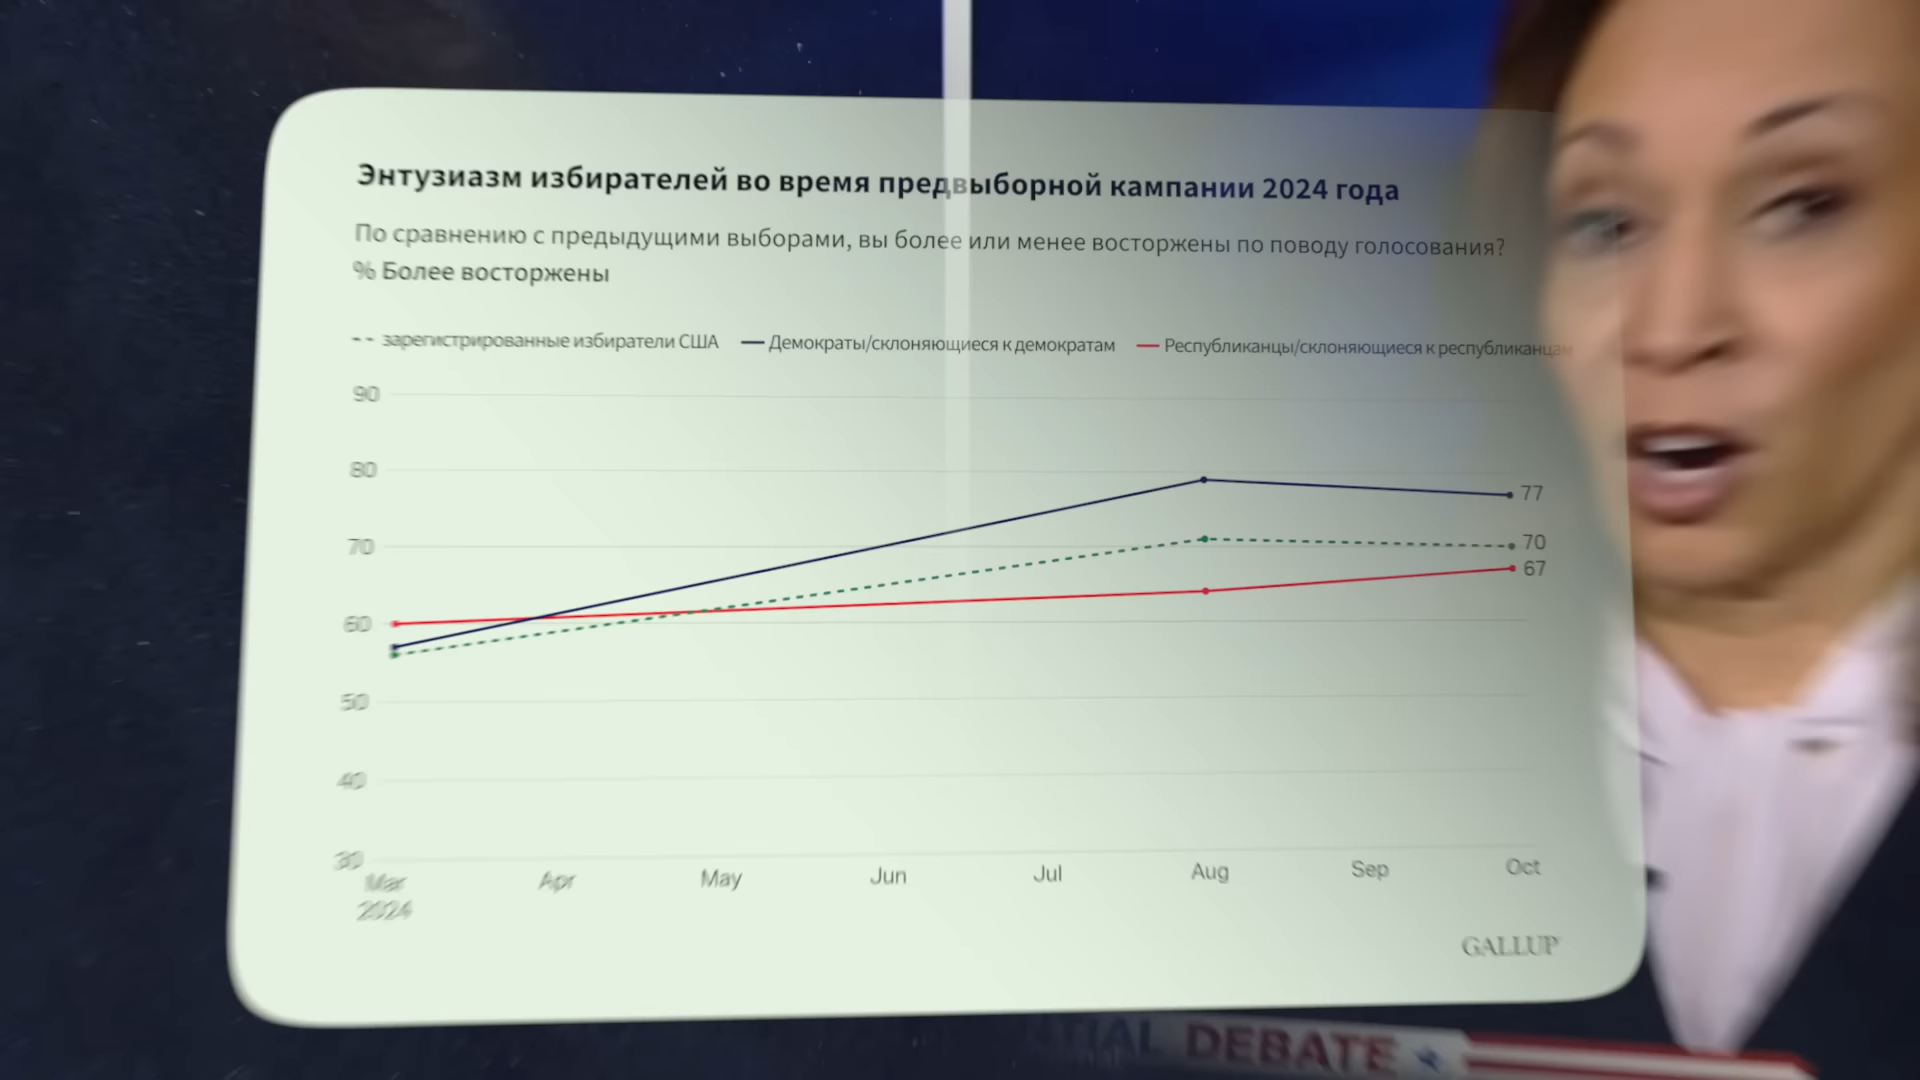 Энтузиазм избирателей во время предвыборной кампании 2024 года
По сравнению с предыдущими выборами, вы более или менее восторжены по поводу голосования?
% Более восторжены
зарегистрированные избиратели США Демократы/склоняющиеся к демократам Республиканцы/склоняющиеся к республиканцам
90
80
77
70
70
67
60
50
40
30
Mar Apr May Jun Jul Aug Sep Oct
2024
GALLUP
DEBATE